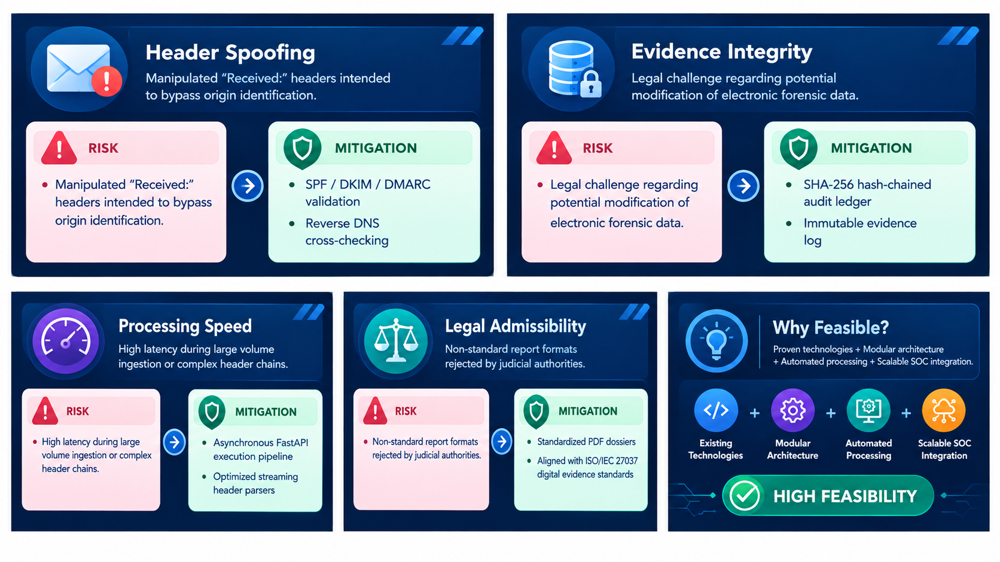 Header Spoofing
Manipulated “Received:” headers intended
to bypass origin identification.
RISK
• Manipulated “Received:”
headers intended to bypass
origin identification.
MITIGATION
• SPF / DKIM / DMARC
validation
• Reverse DNS
cross-checking
Evidence Integrity
Legal challenge regarding potential
modification of electronic forensic data.
RISK
• Legal challenge regarding
potential modification of
electronic forensic data.
MITIGATION
• SHA-256 hash-chained
audit ledger
• Immutable evidence
log
Processing Speed
High latency during large volume
ingestion or complex header chains.
RISK
• High latency during large
volume ingestion or complex
header chains.
MITIGATION
• Asynchronous FastAPI
execution pipeline
• Optimized streaming
header parsers
Legal Admissibility
Non-standard report formats
rejected by judicial authorities.
RISK
• Non-standard report formats
rejected by judicial authorities.
MITIGATION
• Standardized PDF dossiers
• Aligned with ISO/IEC 27037
digital evidence standards
Why Feasible?
Proven technologies + Modular architecture
+ Automated processing + Scalable SOC integration.
Existing
Technologies
+
Modular
Architecture
+
Automated
Processing
+
Scalable SOC
Integration
HIGH FEASIBILITY